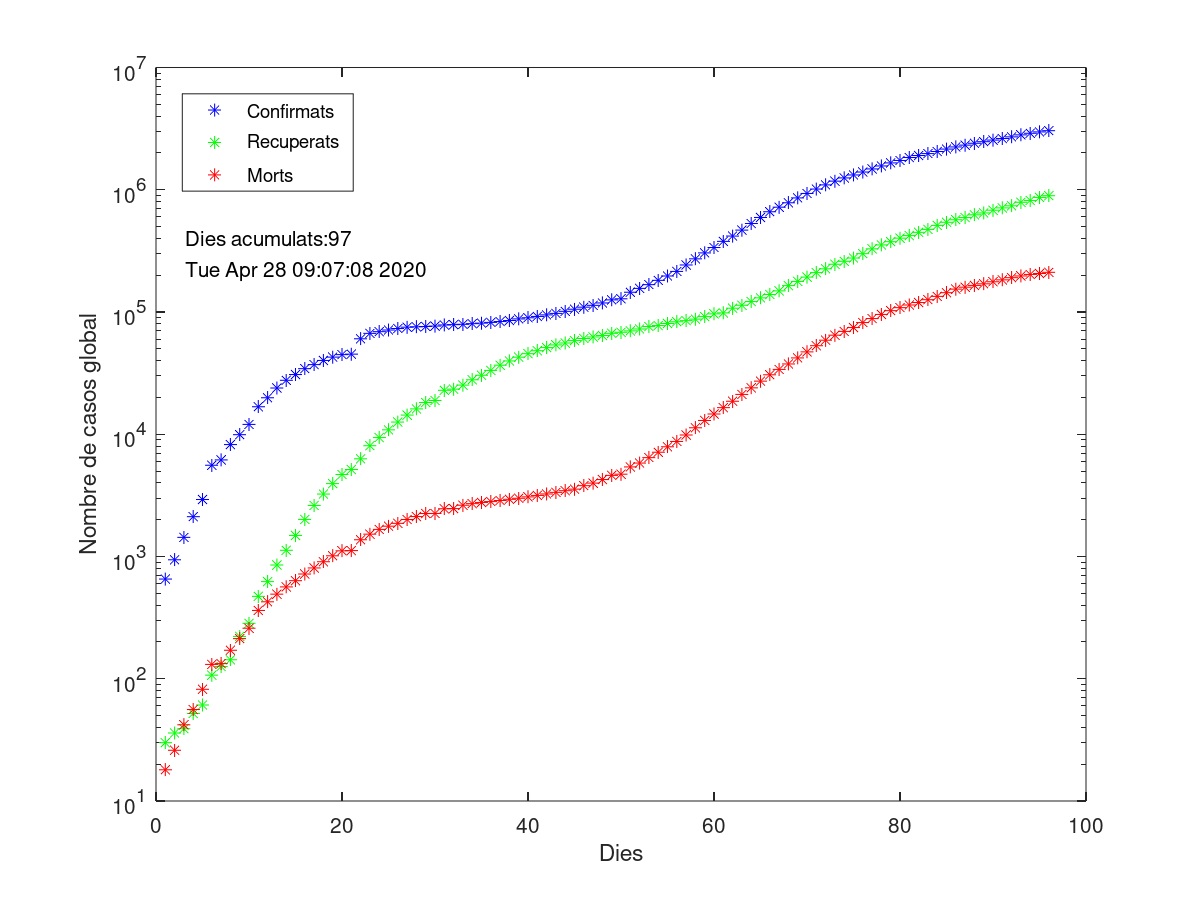 10^7
10^6
10^5
10^4
10^3
10^2
10^1
Nombre de casos global
Confirmats
Recuperats
Morts
Dies acumulats:97
Tue Apr 28 09:07:08 2020
0 20 40 60 80 100
Dies